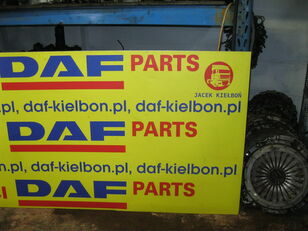 DAF PARTS
JACEK KIEŁBOŃ
.pl, daf-kielbon.pl, daf-kielbon.pl
DAF PARTS
n.pl, daf-kielbon.pl, daf-kielbon.pl
DAF PARTS